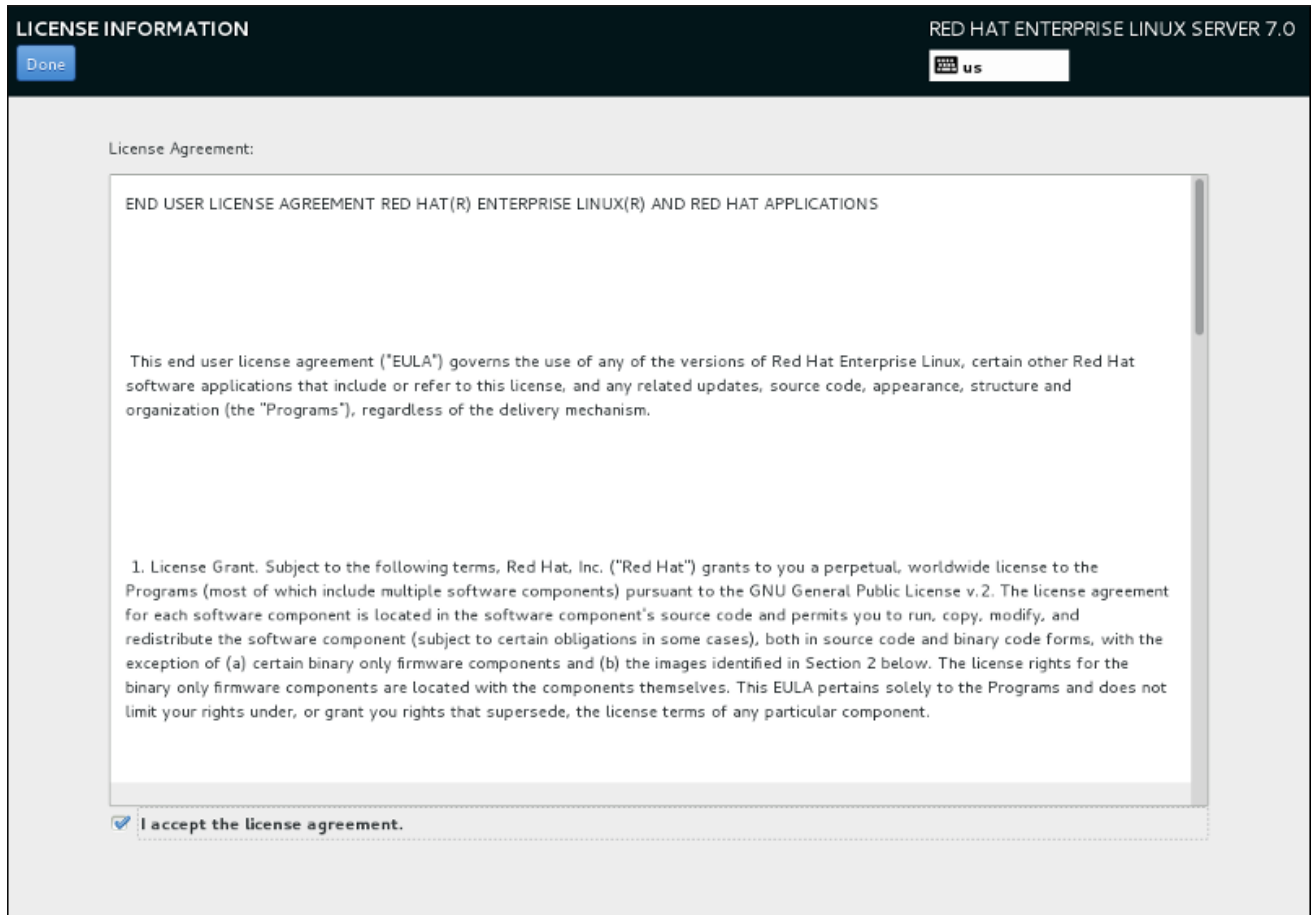 LICENSE INFORMATION
RED HAT ENTERPRISE LINUX SERVER 7.0
Done
us
License Agreement:
END USER LICENSE AGREEMENT RED HAT(R) ENTERPRISE LINUX(R) AND RED HAT APPLICATIONS
This end user license agreement ("EULA") governs the use of any of the versions of Red Hat Enterprise Linux, certain other Red Hat
software applications that include or refer to this license, and any related updates, source code, appearance, structure and
organization (the "Programs"), regardless of the delivery mechanism.
1. License Grant. Subject to the following terms, Red Hat, Inc. ("Red Hat") grants to you a perpetual, worldwide license to the
Programs (most of which include multiple software components) pursuant to the GNU General Public License v.2. The license agreement
for each software component is located in the software component's source code and permits you to run, copy, modify, and
redistribute the software component (subject to certain obligations in some cases), both in source code and binary code forms, with the
exception of (a) certain binary only firmware components and (b) the images identified in Section 2 below. The license rights for the
binary only firmware components are located with the components themselves. This EULA pertains solely to the Programs and does not
limit your rights under, or grant you rights that supersede, the license terms of any particular component.
I accept the license agreement.